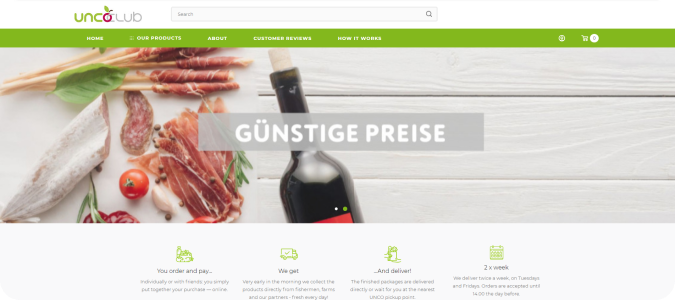 UNCOCLUB
Search
HOME
OUR PRODUCTS
ABOUT
CUSTOMER REVIEWS
HOW IT WORKS
0
GÜNSTIGE PREISE
You order and pay...
Individually or with friends you simply
put together your purchase — online.
We get
Very early in the morning we collect the
products directly from fishermen, farms
and our partners - fresh every day!
...And deliver!
The finished packages are delivered
directly or wait for you at the nearest
UNCO pickup point.
2 x week
We deliver twice a week, on Tuesdays
and Fridays. Orders are accepted until
14:00 the day before.